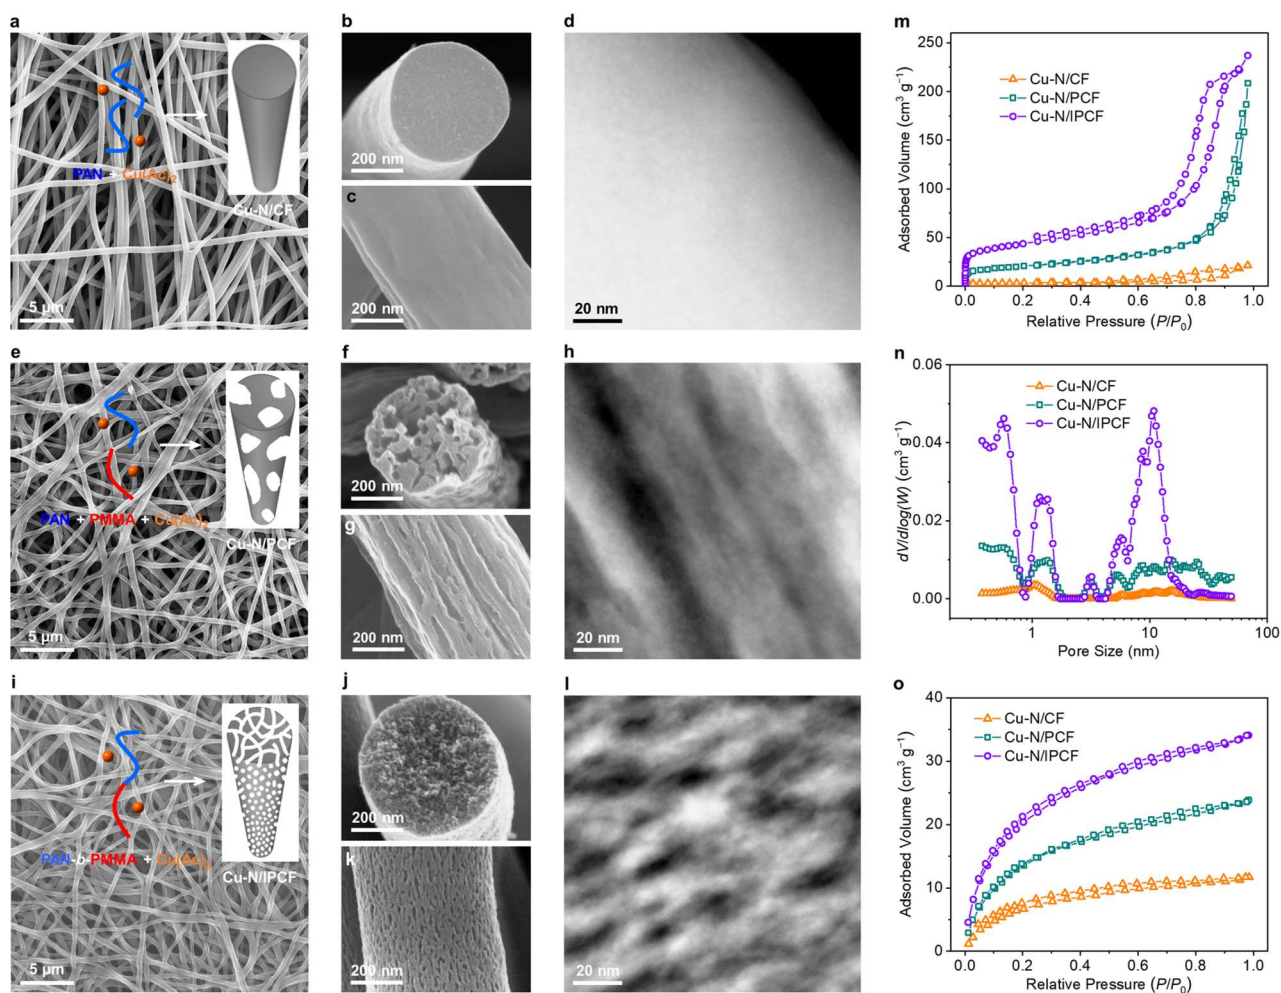 a
PAN + Cu(Ac)2
Cu-N/CF
5 μm
b
200 nm
c
200 nm
d
20 nm
m
Adsorbed Volume (cm³ g⁻¹)
250
200
150
100
50
0
Cu-N/CF
Cu-N/PCF
Cu-N/IPCF
0.0 0.2 0.4 0.6 0.8 1.0
Relative Pressure (P/P0)
e
PAN + PMMA + Cu(Ac)2
Cu-N/PCF
5 μm
f
200 nm
g
200 nm
h
20 nm
n
dV/dlog(W) (cm³ g⁻¹)
0.06
0.04
0.02
0.00
Cu-N/CF
Cu-N/PCF
Cu-N/IPCF
1 10 100
Pore Size (nm)
i
PAN-b-PMMA + Cu(Ac)2
Cu-N/IPCF
5 μm
j
200 nm
k
200 nm
l
20 nm
o
Adsorbed Volume (cm³ g⁻¹)
40
30
20
10
0
Cu-N/CF
Cu-N/PCF
Cu-N/IPCF
0.0 0.2 0.4 0.6 0.8 1.0
Relative Pressure (P/P0)